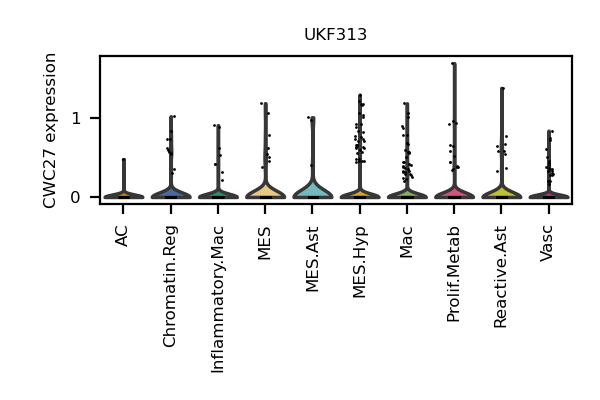 UKF313
CWC27 expression
1
0
AC
Chromatin.Reg
Inflammatory.Mac
MES
MES.Ast
MES.Hyp
Mac
Prolif.Metab
Reactive.Ast
Vasc